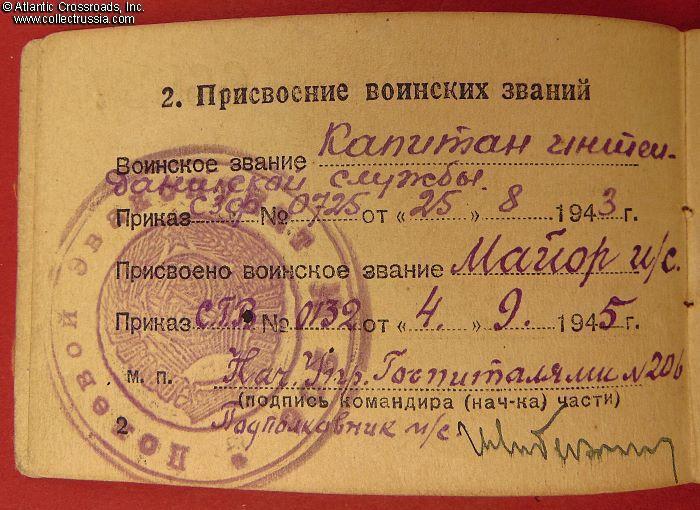 © Atlantic Crossroads, Inc.
www.collectrussia.com
2. Присвоение воинских званий
Воинское звание Капитан интен-
дантской службы.
Приказ СЗФ № 0725 от « 25 » 8 1943 г.
Присвоено воинское звание Майор и/с.
Приказ СГВ № 0132 от « 4. » 9. 1945 г.
м. п. Нач. Упр. Госпиталями № 206
(подпись командира (нач-ка) части)
2 Подполковник и/с
Полевой